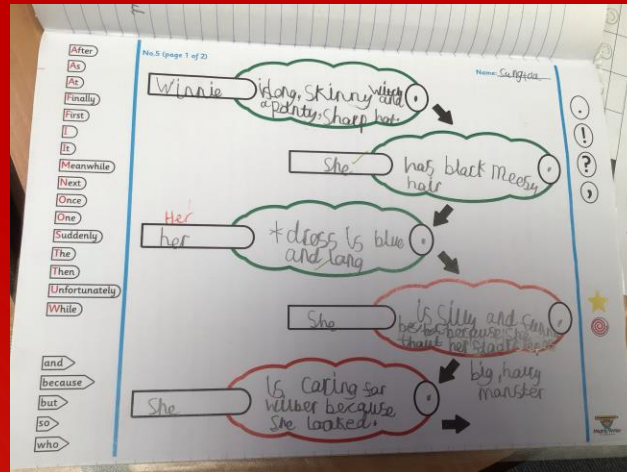 After
As
At
Finally
First
I
It
Meanwhile
Next
Once
One
Suddenly
The
Then
Unfortunately
While
and
because
but
so
who
No.5 (page 1 of 2)
Name:
Winnie
is long, skinny witch and
a pointy, sharp hat.
She
has black messy
hair
Her
her
*dress is blue
and long
She
is silly and
because she
thaut her
big, hairy
manster
She
Is caring for
wilber because
she looked.
.
!
?
,